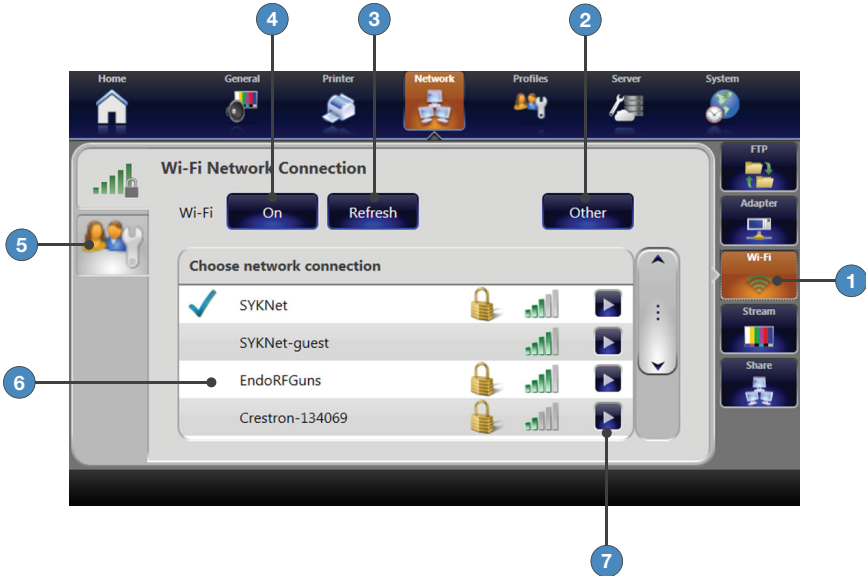 4 3 2
Home General Printer Network Profiles Server System
FTP
Wi-Fi Network Connection
Adapter
Wi-Fi On Refresh Other
5
Wi-Fi
Choose network connection
1
SYKNet
Stream
SYKNet-guest
Share
6
EndoRFGuns
Crestron-134069
7